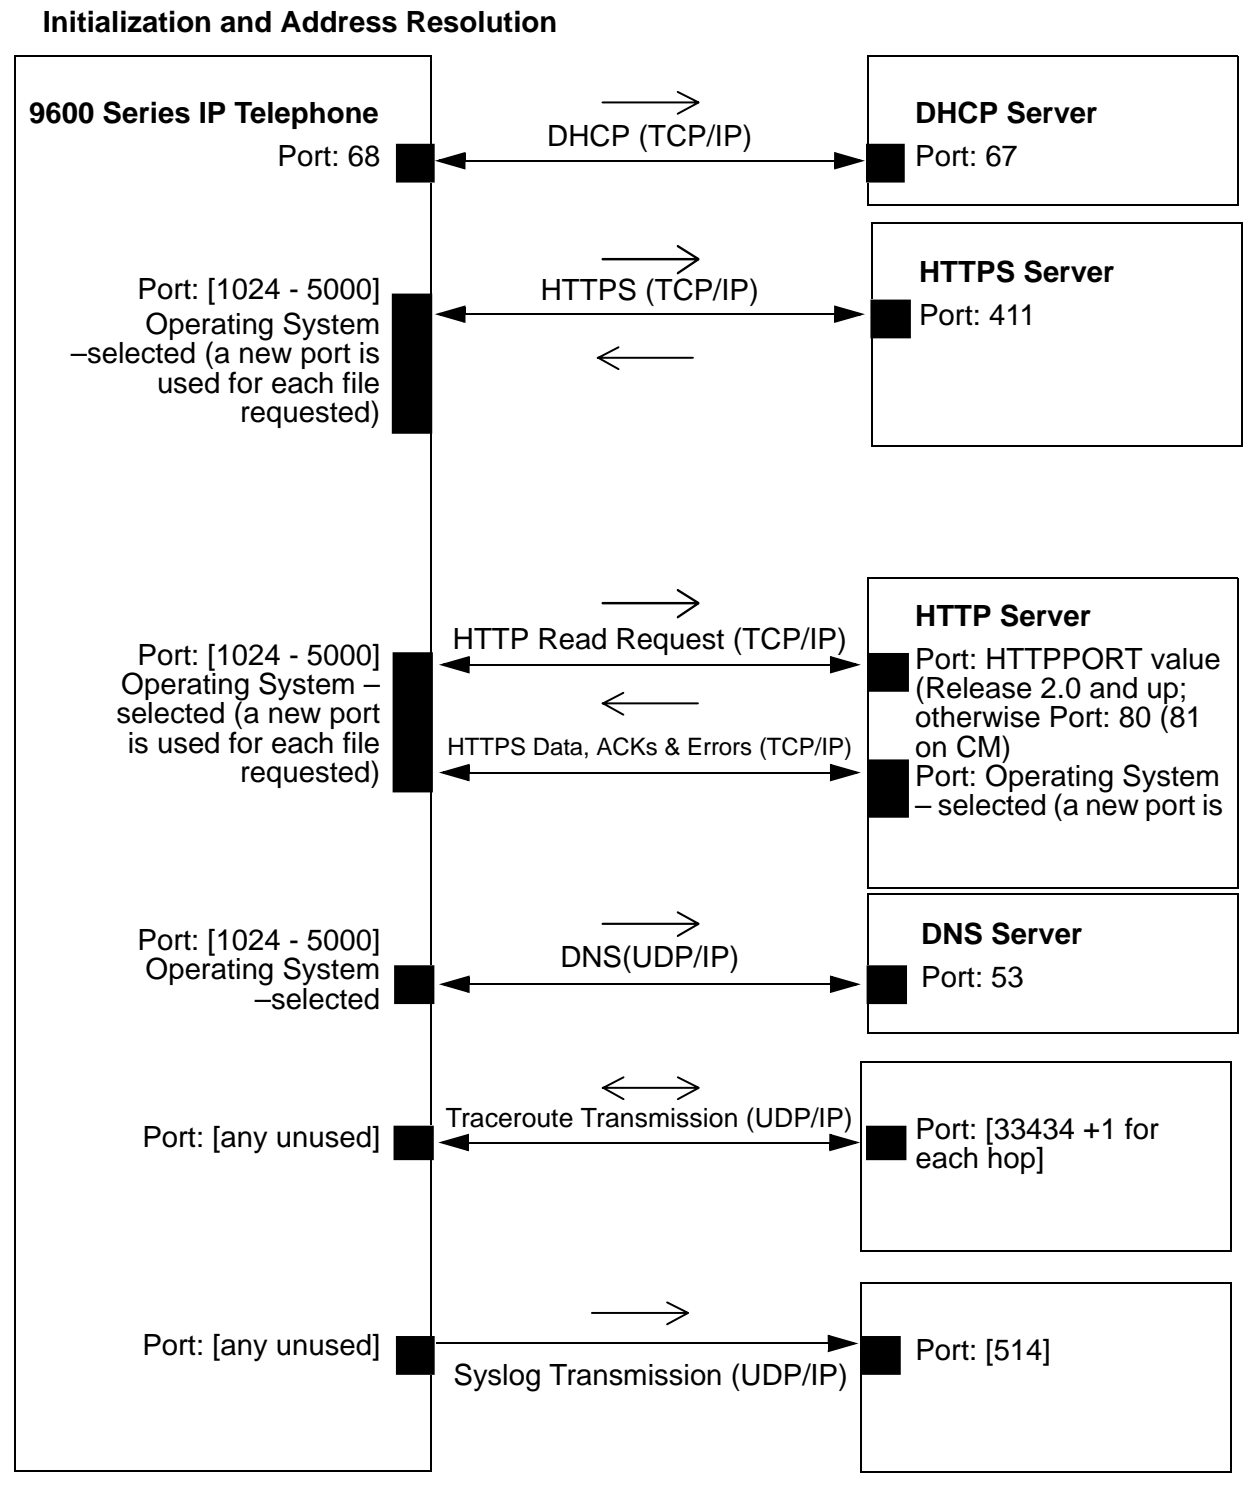 Initialization and Address Resolution
9600 Series IP Telephone
Port: 68
DHCP (TCP/IP)
DHCP Server
Port: 67
Port: [1024 - 5000]
Operating System
–selected (a new port is
used for each file
requested)
HTTPS (TCP/IP)
HTTPS Server
Port: 411
Port: [1024 - 5000]
Operating System –
selected (a new port
is used for each file
requested)
HTTP Read Request (TCP/IP)
HTTPS Data, ACKs & Errors (TCP/IP)
HTTP Server
Port: HTTPPORT value
(Release 2.0 and up;
otherwise Port: 80 (81
on CM)
Port: Operating System
– selected (a new port is
Port: [1024 - 5000]
Operating System
–selected
DNS(UDP/IP)
DNS Server
Port: 53
Port: [any unused]
Traceroute Transmission (UDP/IP)
Port: [33434 +1 for
each hop]
Port: [any unused]
Syslog Transmission (UDP/IP)
Port: [514]